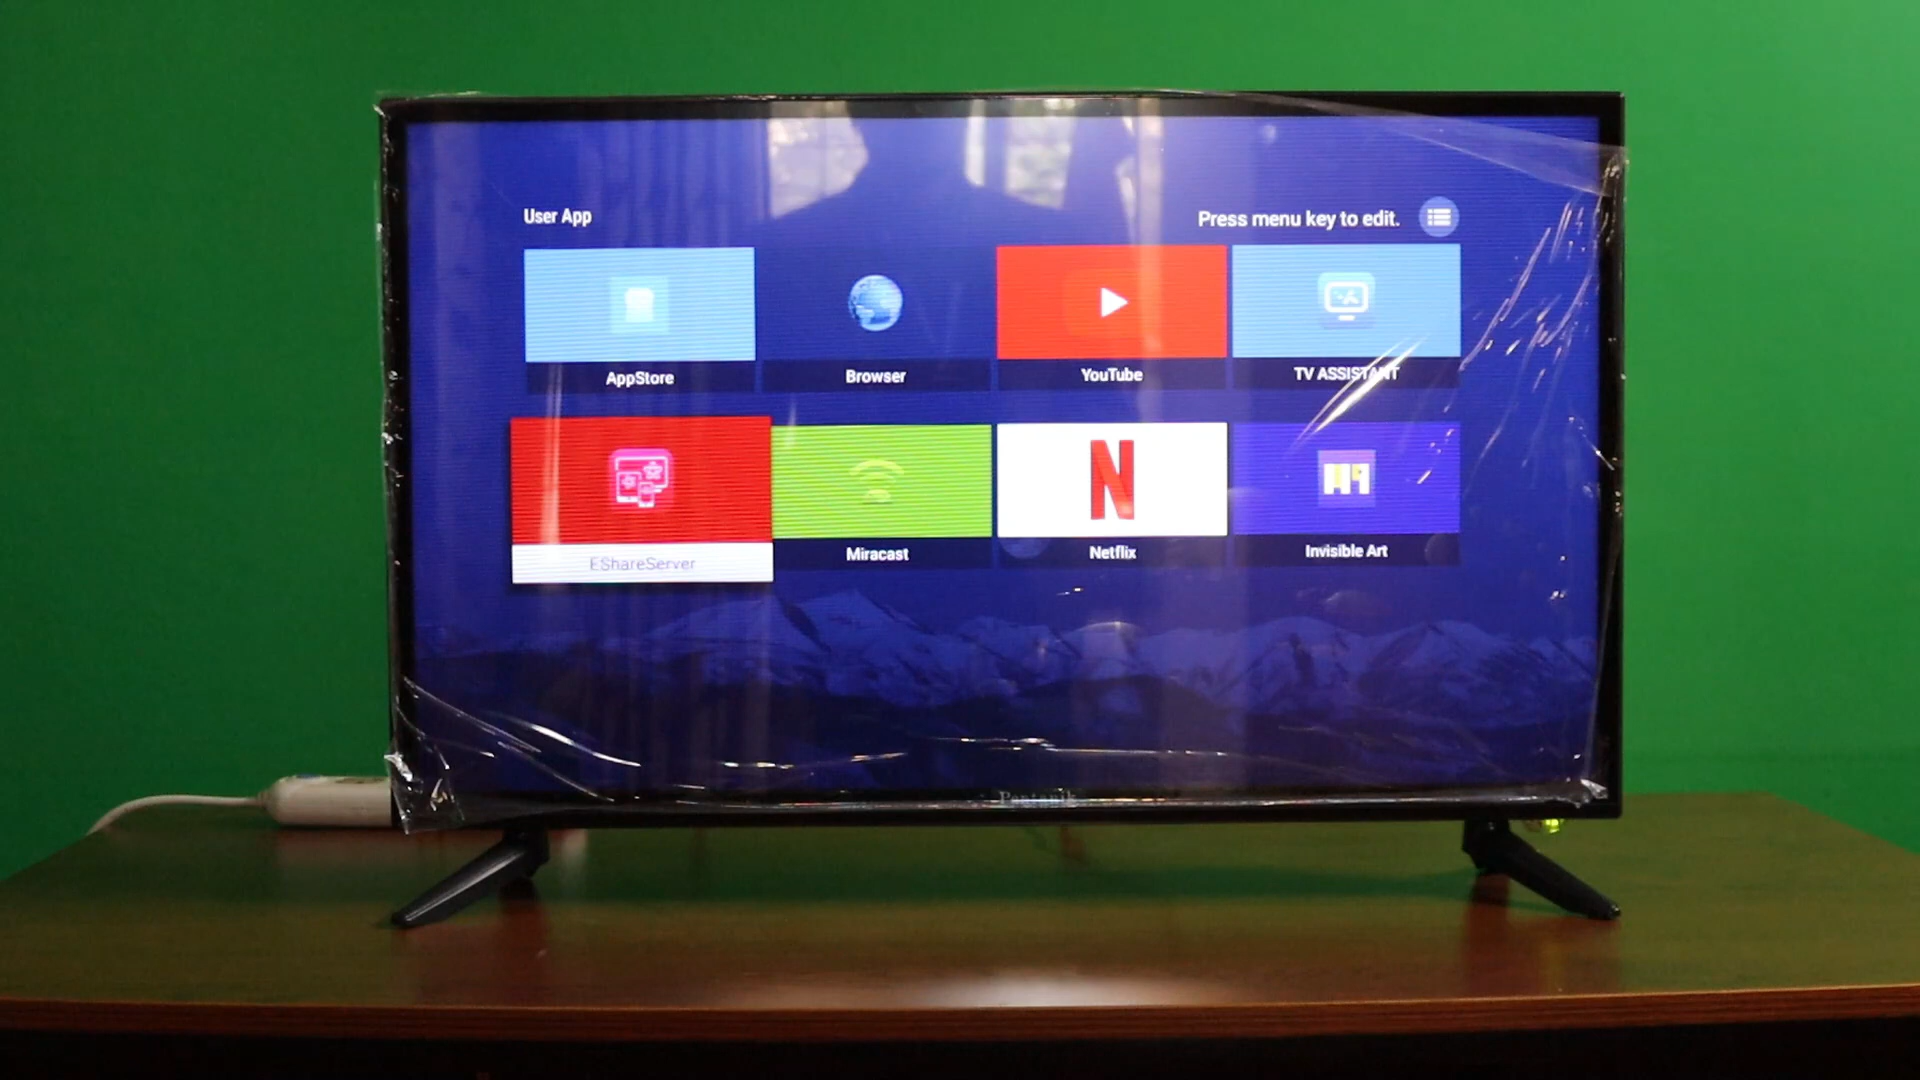 User App
Press menu key to edit.
AppStore
Browser
YouTube
TV ASSISTANT
EShareServer
Miracast
N
Netflix
Invisible Art